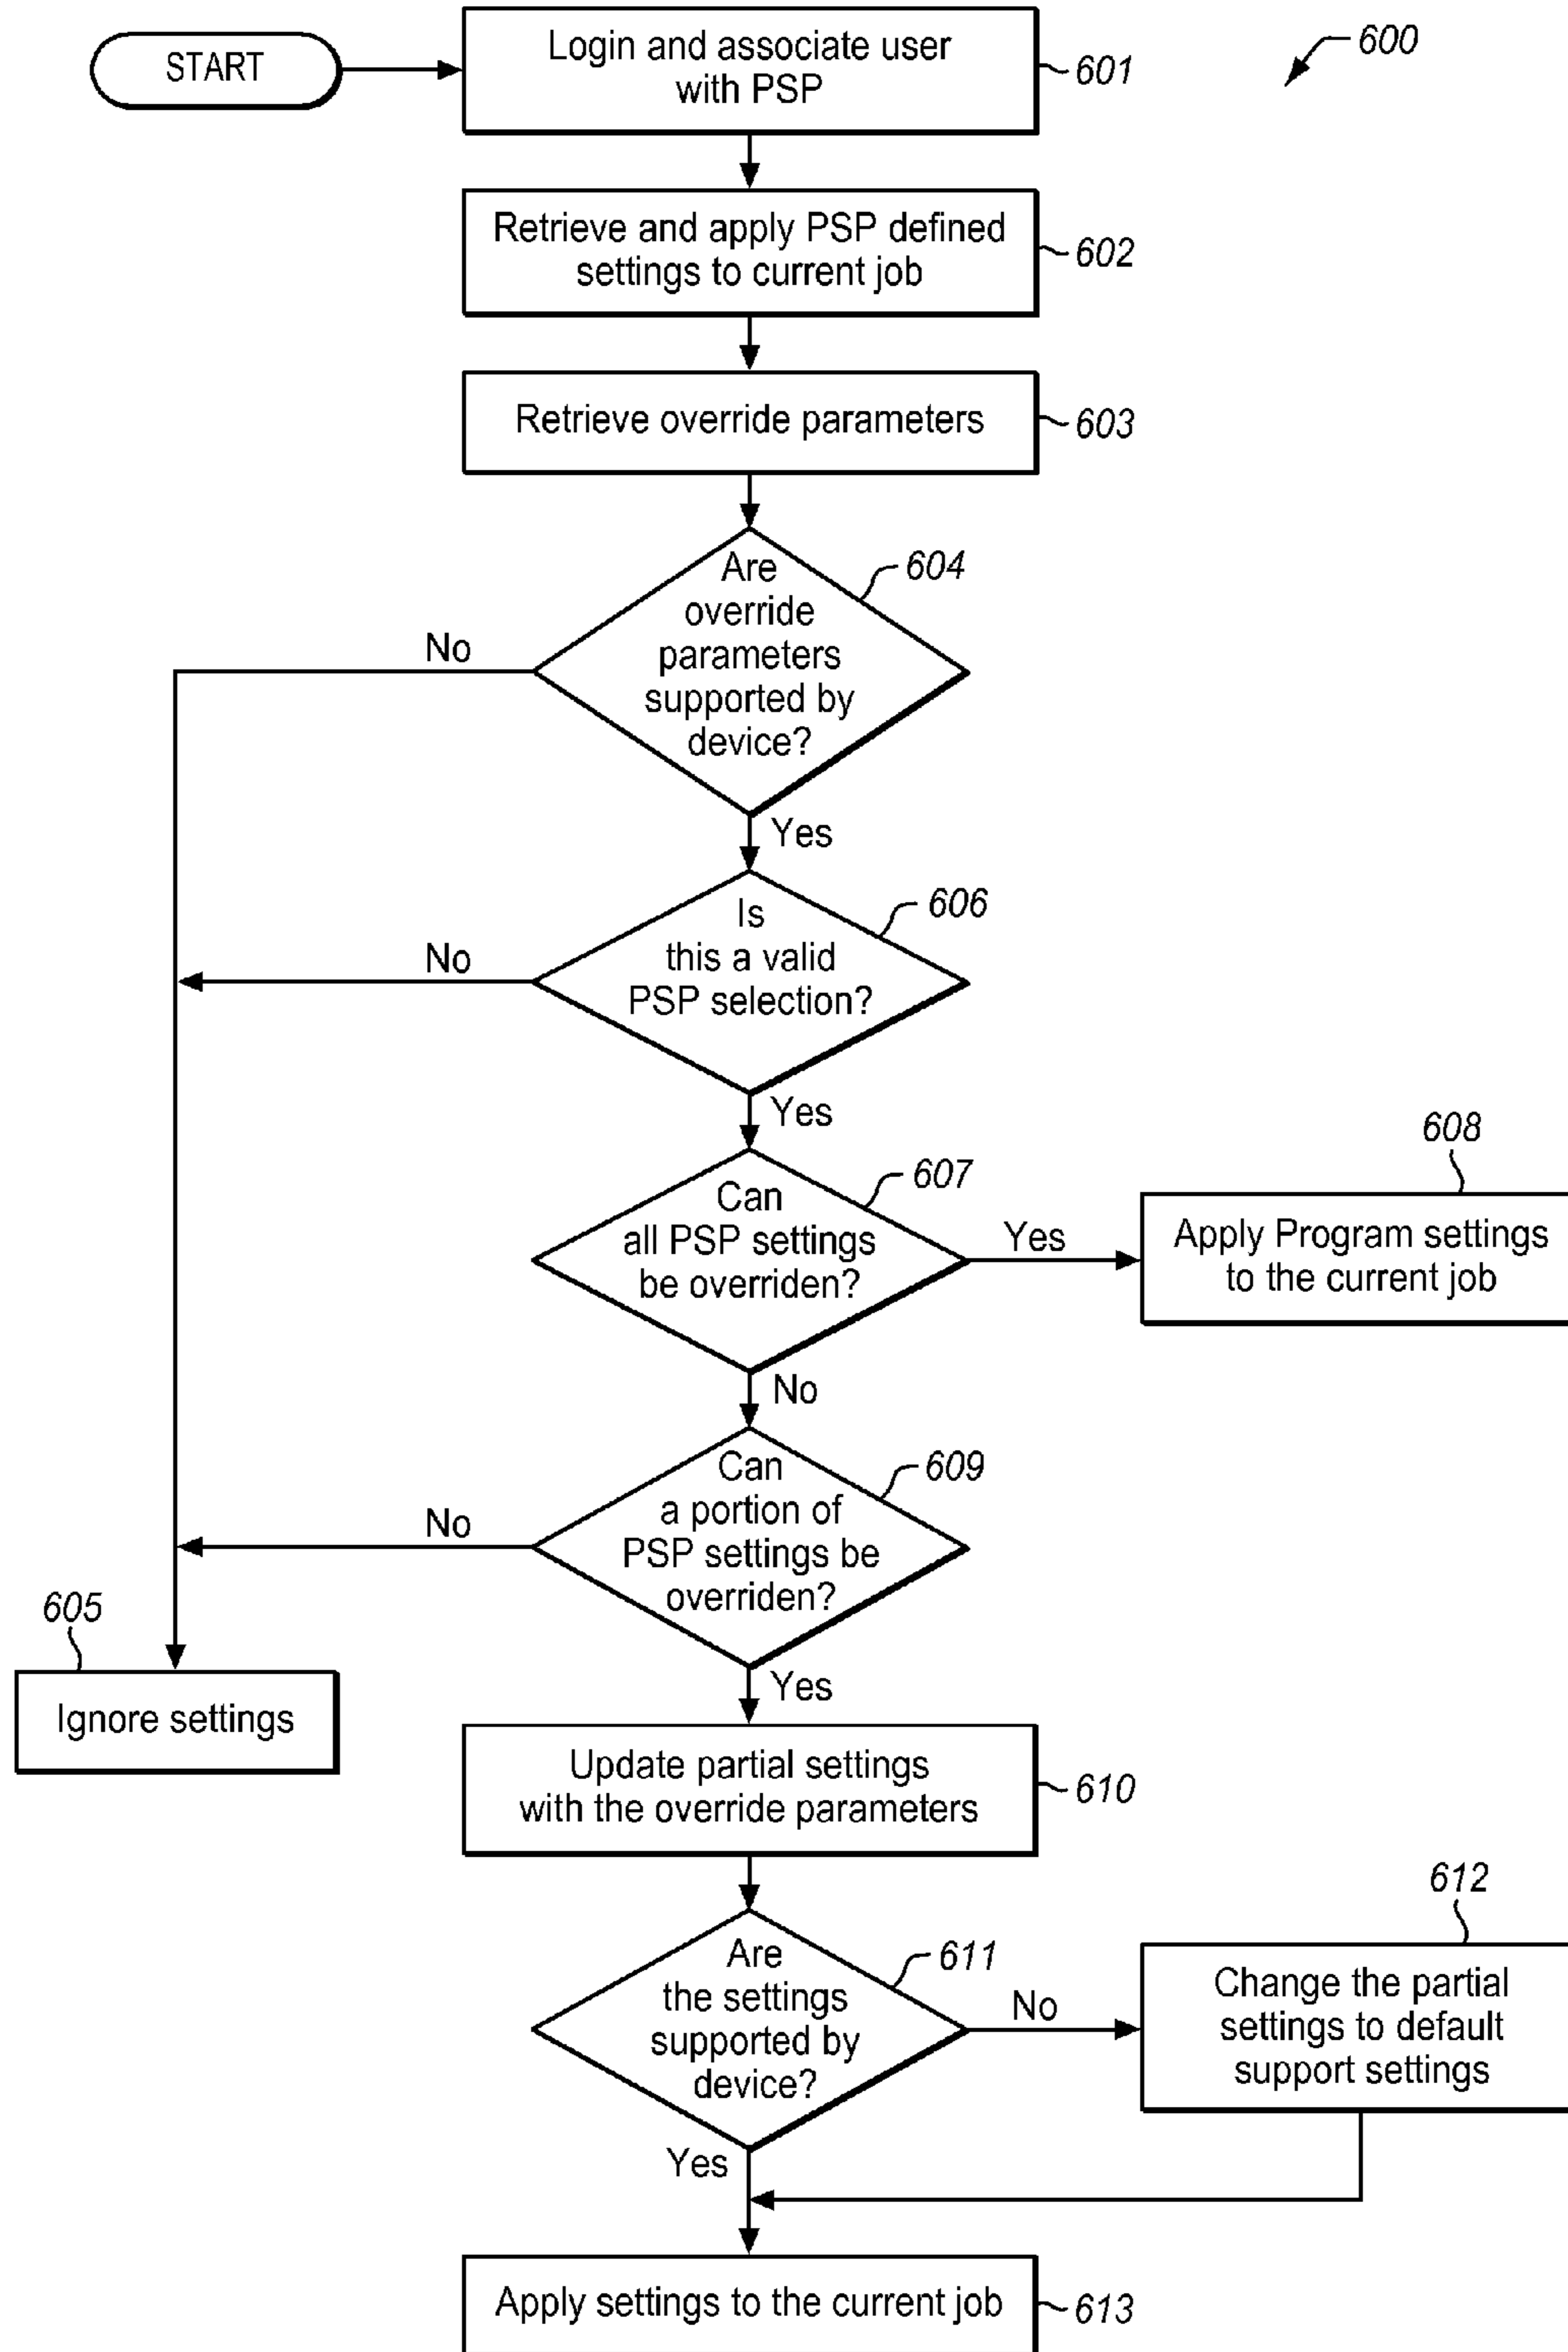 START
Login and associate user
with PSP
601
600
Retrieve and apply PSP defined
settings to current job
602
Retrieve override parameters
603
Are
override
parameters
supported by
device?
604
No
Yes
Is
this a valid
PSP selection?
606
No
Yes
Can
all PSP settings
be overriden?
607
Yes
608
Apply Program settings
to the current job
No
Can
a portion of
PSP settings be
overriden?
609
No
605
Ignore settings
Yes
Update partial settings
with the override parameters
610
Are
the settings
supported by
device?
611
No
612
Change the partial
settings to default
support settings
Yes
Apply settings to the current job
613